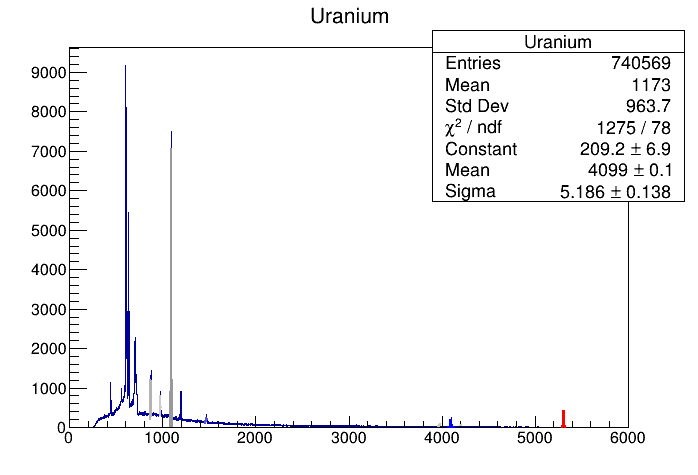 Uranium
Uranium
Entries 740569
Mean 1173
Std Dev 963.7
χ² / ndf 1275 / 78
Constant 209.2 ± 6.9
Mean 4099 ± 0.1
Sigma 5.186 ± 0.138
9000
8000
7000
6000
5000
4000
3000
2000
1000
0
0 1000 2000 3000 4000 5000 6000